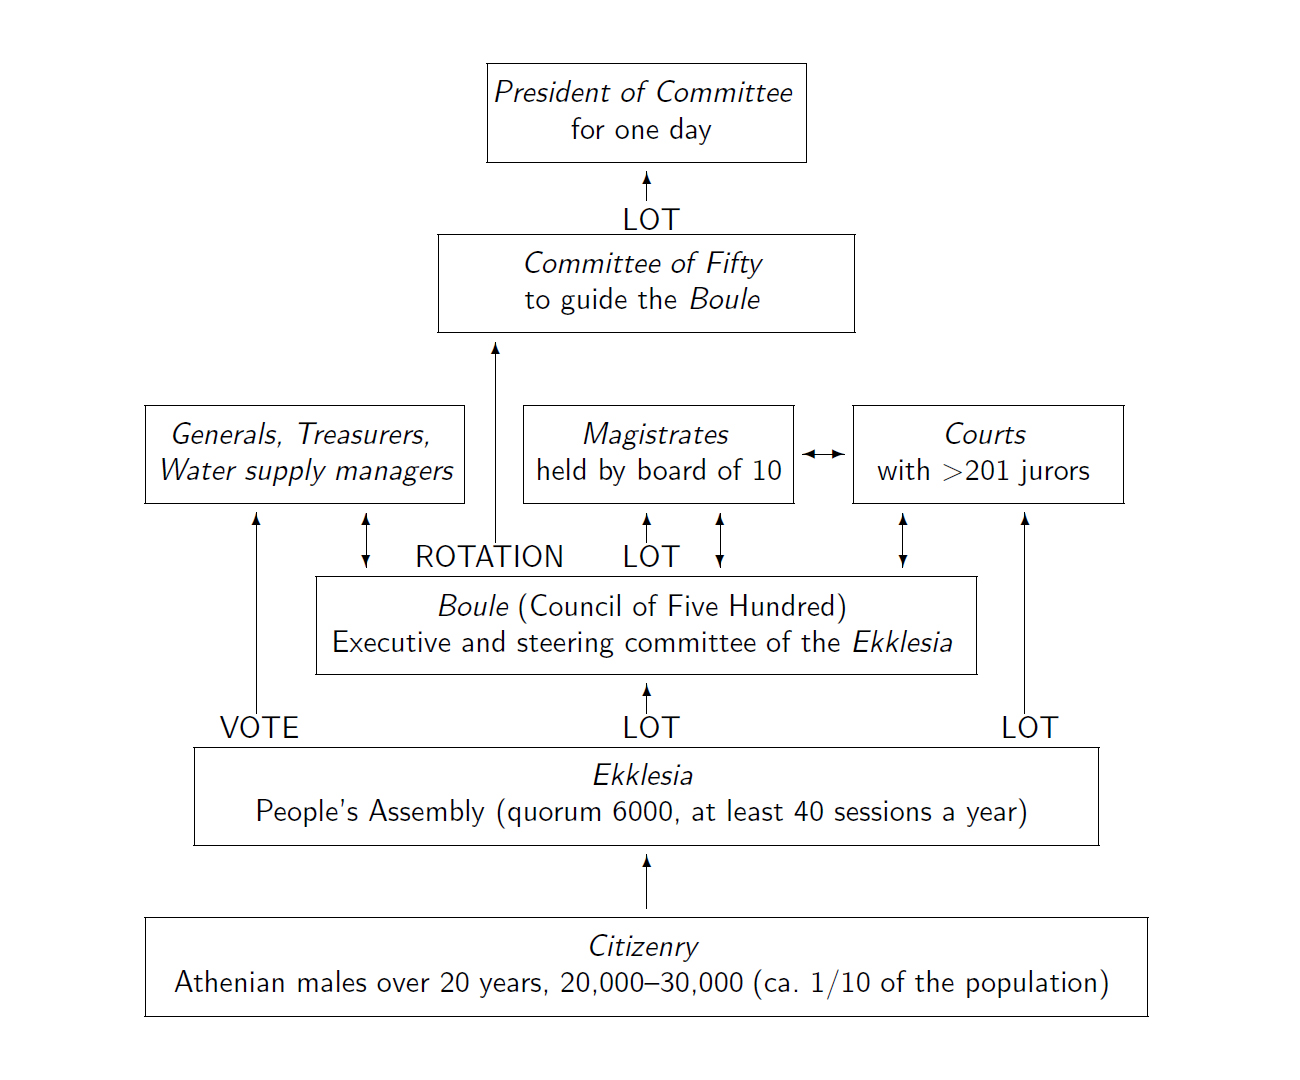 President of Committee
for one day
LOT
Committee of Fifty
to guide the Boule
Generals, Treasurers,
Water supply managers
Magistrates
held by board of 10
Courts
with >201 jurors
ROTATION
LOT
Boule (Council of Five Hundred)
Executive and steering committee of the Ekklesia
VOTE
LOT
LOT
Ekklesia
People's Assembly (quorum 6000, at least 40 sessions a year)
Citizenry
Athenian males over 20 years, 20,000–30,000 (ca. 1/10 of the population)